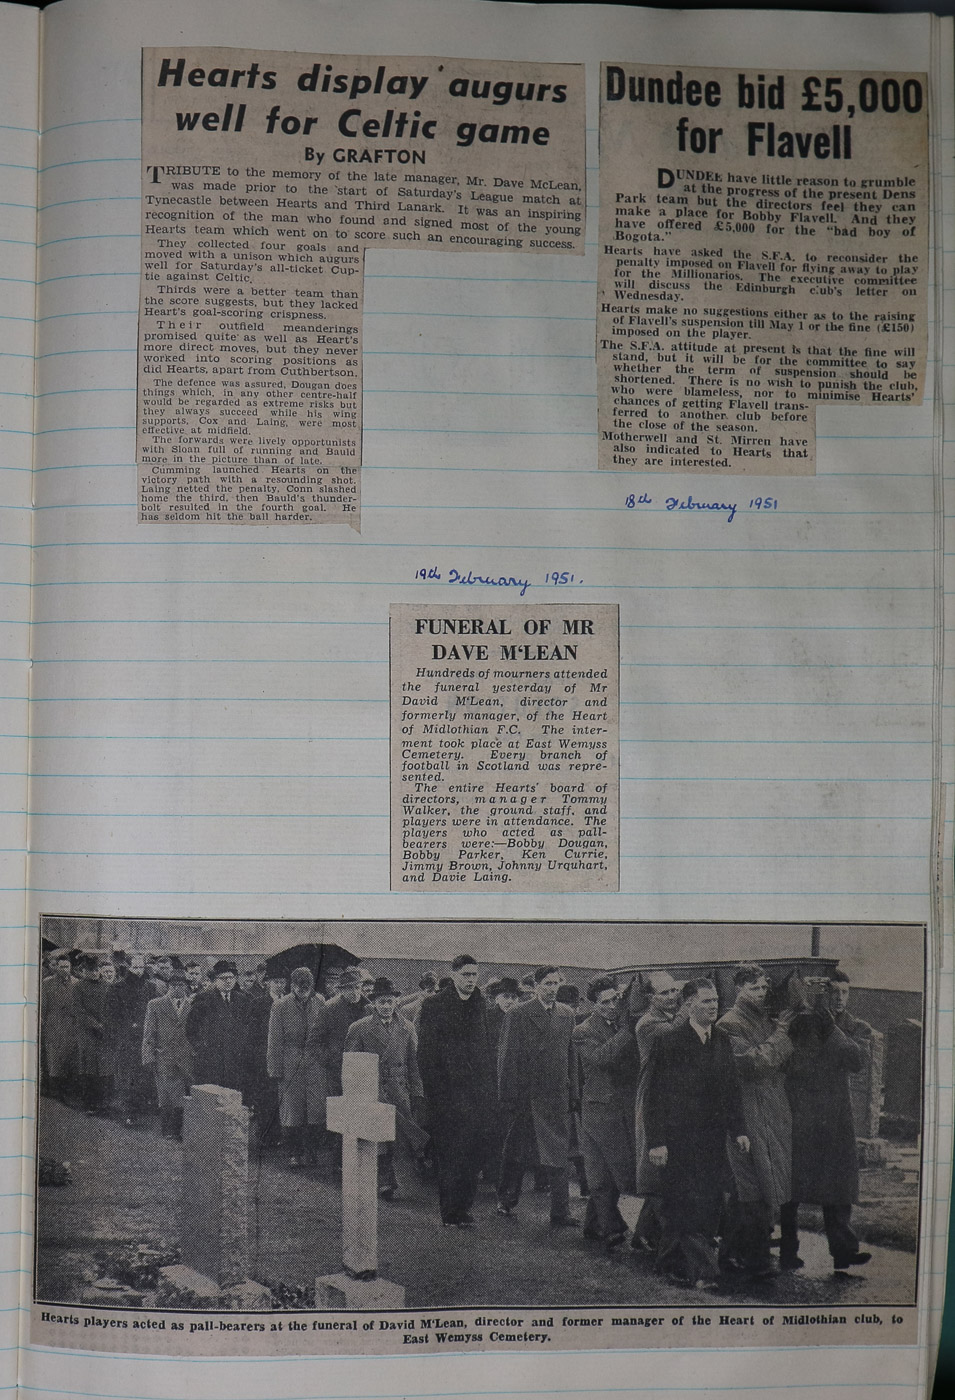 Hearts display augurs
well for Celtic game
By GRAFTON
TRIBUTE to the memory of the late manager, Mr. Dave McLean,
was made prior to the start of Saturday's League match at
Tynecastle between Hearts and Third Lanark. It was an inspiring
recognition of the man who found and signed most of the young
Hearts team which went on to score such an encouraging success.
They collected four goals and
moved with a unison which augurs
well for Saturday's all-ticket Cup-
tie against Celtic.
Thirds were a better team than
the score suggests, but they lacked
Heart's goal-scoring crispness.
Their outfield meanderings
promised quite as well as Heart's
more direct moves, but they never
worked into scoring positions as
did Hearts, apart from Cuthbertson.
The defence was assured, Dougan does
things which, in any other centre-half
would be regarded as extreme risks but
they always succeed while his wing
supports, Cox and Laing, were most
effective at midfield.
The forwards were lively opportunists
with Sloan full of running and Bauld
more in the picture than of late.
Cumming launched Hearts on the
victory path with a resounding shot.
Laing netted the penalty, Conn slashed
home the third, then Bauld's thunder-
bolt resulted in the fourth goal. He
has seldom hit the ball harder.
Dundee bid £5,000
for Flavell
DUNDEE have little reason to grumble
at the progress of the present Dens
Park team but the directors feel they can
make a place for Bobby Flavell. And they
have offered £5,000 for the "bad boy of
Bogota."
Hearts have asked the S.F.A. to reconsider the
penalty imposed on Flavell for flying away to play
for the Millionarios. The executive committee
will discuss the Edinburgh club's letter on
Wednesday.
Hearts make no suggestions either as to the raising
of Flavell's suspension till May 1 or the fine (£150)
imposed on the player.
The S.F.A. attitude at present is that the fine will
stand, but it will be for the committee to say
whether the term of suspension should be
shortened. There is no wish to punish the club,
who were blameless, nor to minimise Hearts'
chances of getting Flavell trans-
ferred to another club before
the close of the season.
Motherwell and St. Mirren have
also indicated to Hearts that
they are interested.
18th February 1951
19th February 1951.
FUNERAL OF MR
DAVE M'LEAN
Hundreds of mourners attended
the funeral yesterday of Mr
David M'Lean, director and
formerly manager, of the Heart
of Midlothian F.C. The inter-
ment took place at East Wemyss
Cemetery. Every branch of
football in Scotland was repre-
sented.
The entire Hearts' board of
directors, manager Tommy
Walker, the ground staff, and
players were in attendance. The
players who acted as pall-
bearers were:—Bobby Dougan,
Bobby Parker, Ken Currie,
Jimmy Brown, Johnny Urquhart,
and Davie Laing.
Hearts players acted as pall-bearers at the funeral of David M'Lean, director and former manager of the Heart of Midlothian club, to
East Wemyss Cemetery.